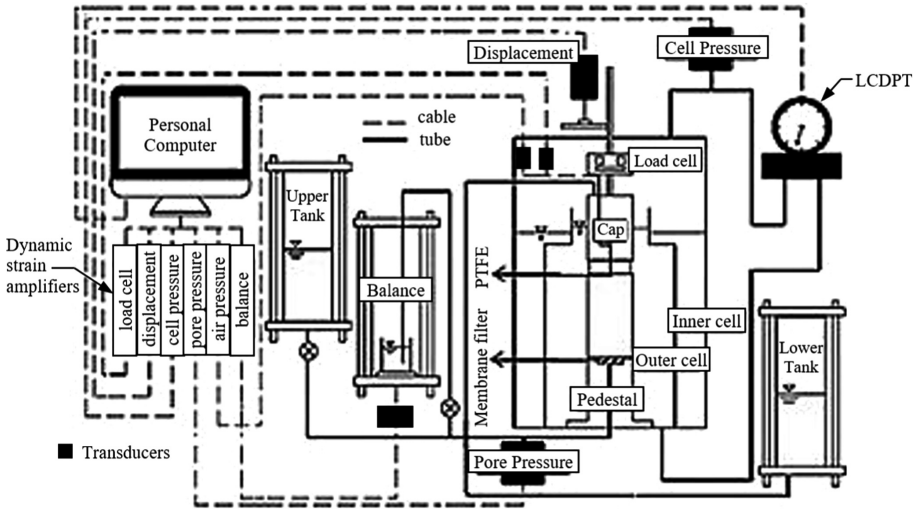 Displacement
Cell Pressure
LCDPT
cable
tube
Personal
Computer
Load cell
Upper
Tank
Cap
Dynamic
strain
amplifiers
load cell
displacement
cell pressure
pore pressure
air pressure
balance
Balance
PTFE
Membrane filter
Inner cell
Outer cell
Lower
Tank
Pedestal
Transducers
Pore Pressure